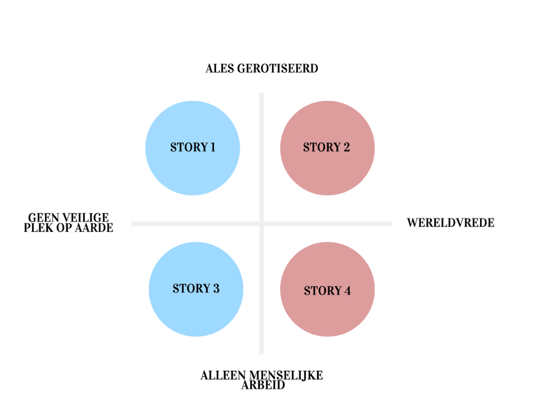 ALES GEROTISEERD
STORY 1
STORY 2
GEEN VEILIGE
PLEK OP AARDE
WERELDVREDE
STORY 3
STORY 4
ALLEEN MENSELIJKE
ARBEID